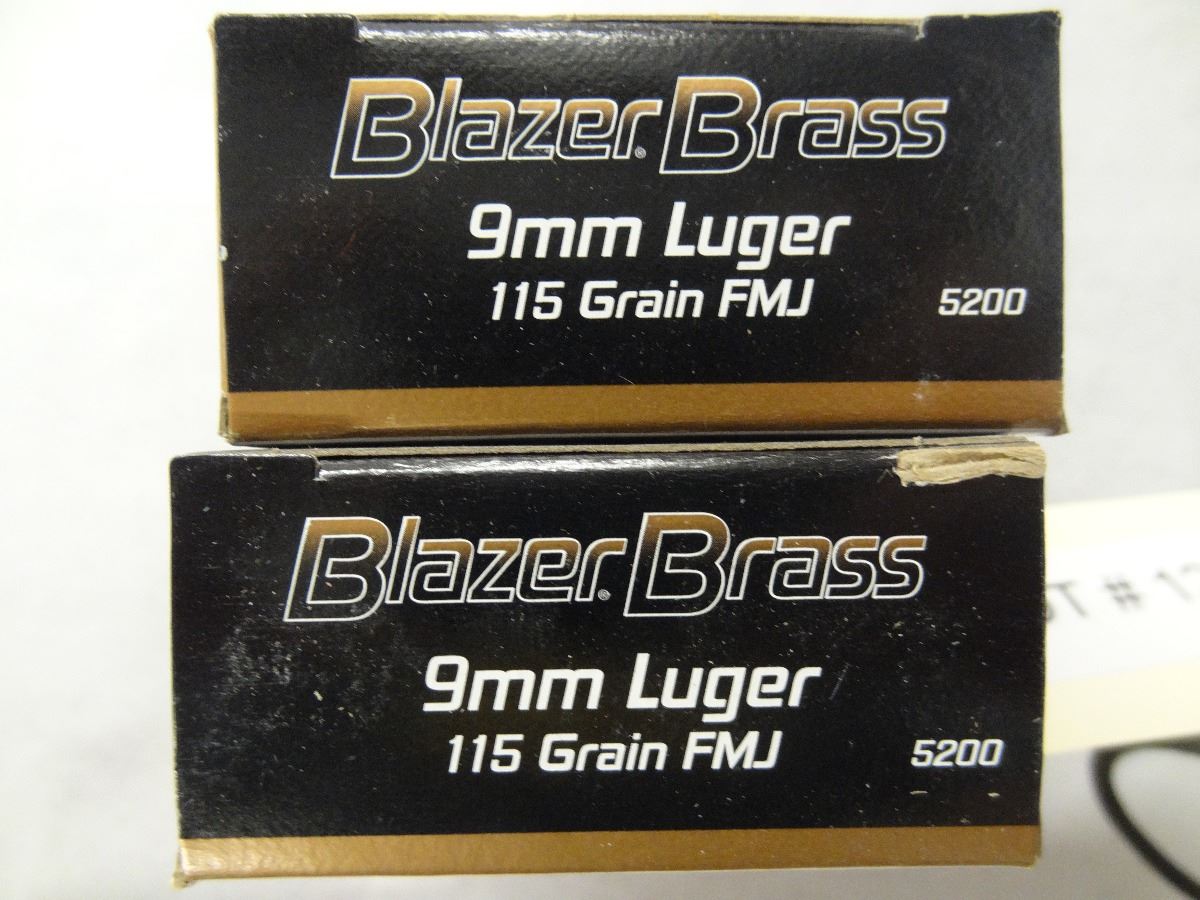 Blazer® Brass
9mm Luger
115 Grain FMJ
5200
Blazer® Brass
9mm Luger
115 Grain FMJ
5200
#